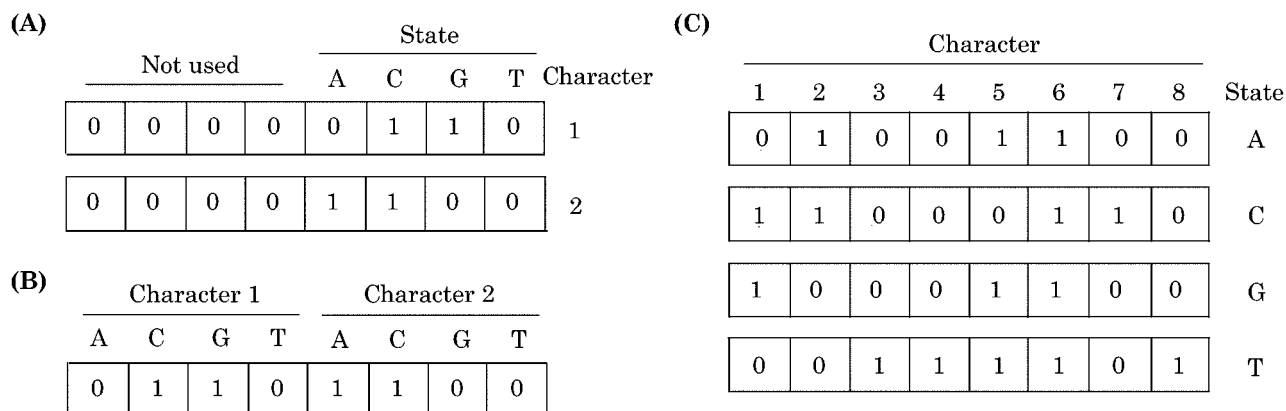 (A)
State
Not used A C G T Character
0 0 0 0 0 1 1 0 1
0 0 0 0 1 1 0 0 2
(B)
Character 1 Character 2
A C G T A C G T
0 1 1 0 1 1 0 0
(C)
Character
1 2 3 4 5 6 7 8 State
0 1 0 0 1 1 0 0 A
1 1 0 0 0 1 1 0 C
1 0 0 0 1 1 0 0 G
0 0 1 1 1 1 0 1 T